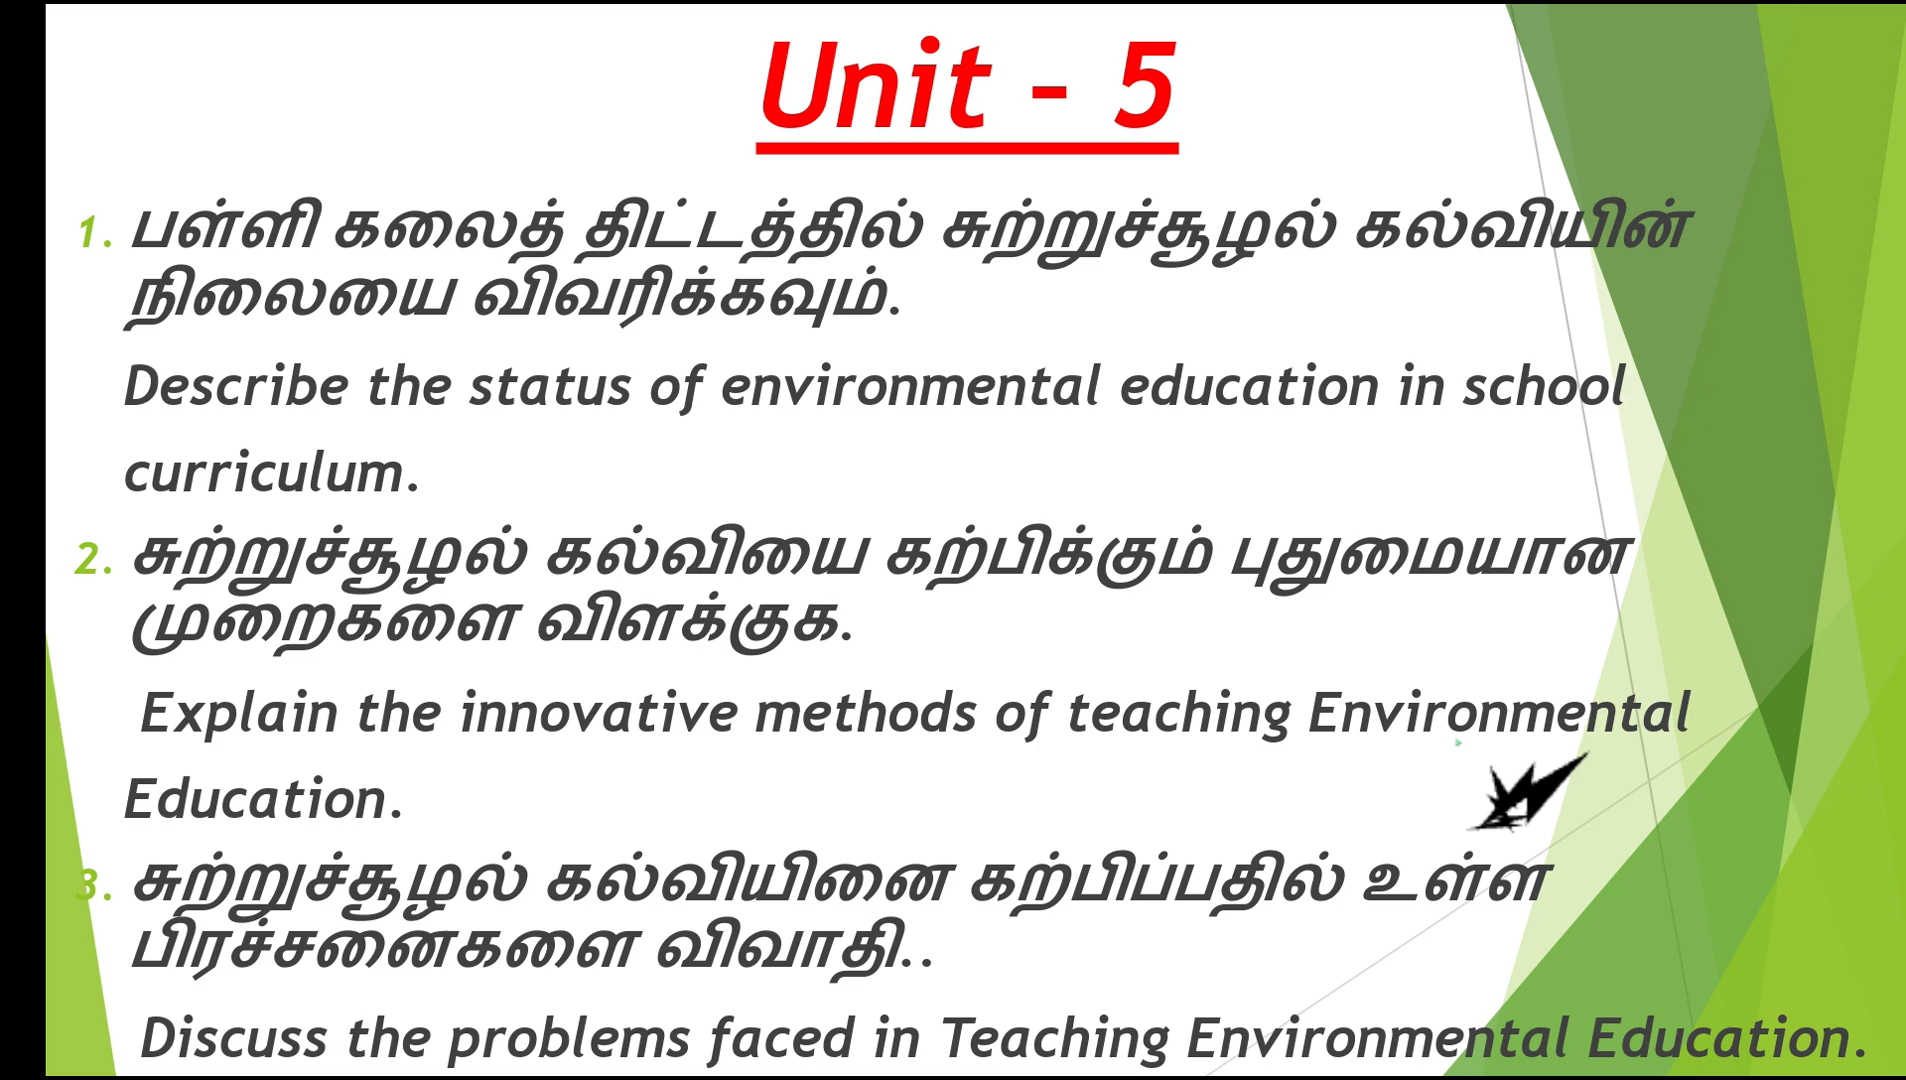 Unit - 5
1. பள்ளி கலைத் திட்டத்தில் சுற்றுச்சூழல் கல்வியின்
நிலையை விவரிக்கவும்.
Describe the status of environmental education in school
curriculum.
2. சுற்றுச்சூழல் கல்வியை கற்பிக்கும் புதுமையான
முறைகளை விளக்குக.
Explain the innovative methods of teaching Environmental
Education.
3. சுற்றுச்சூழல் கல்வியினை கற்பிப்பதில் உள்ள
பிரச்சனைகளை விவாதி..
Discuss the problems faced in Teaching Environmental Education.